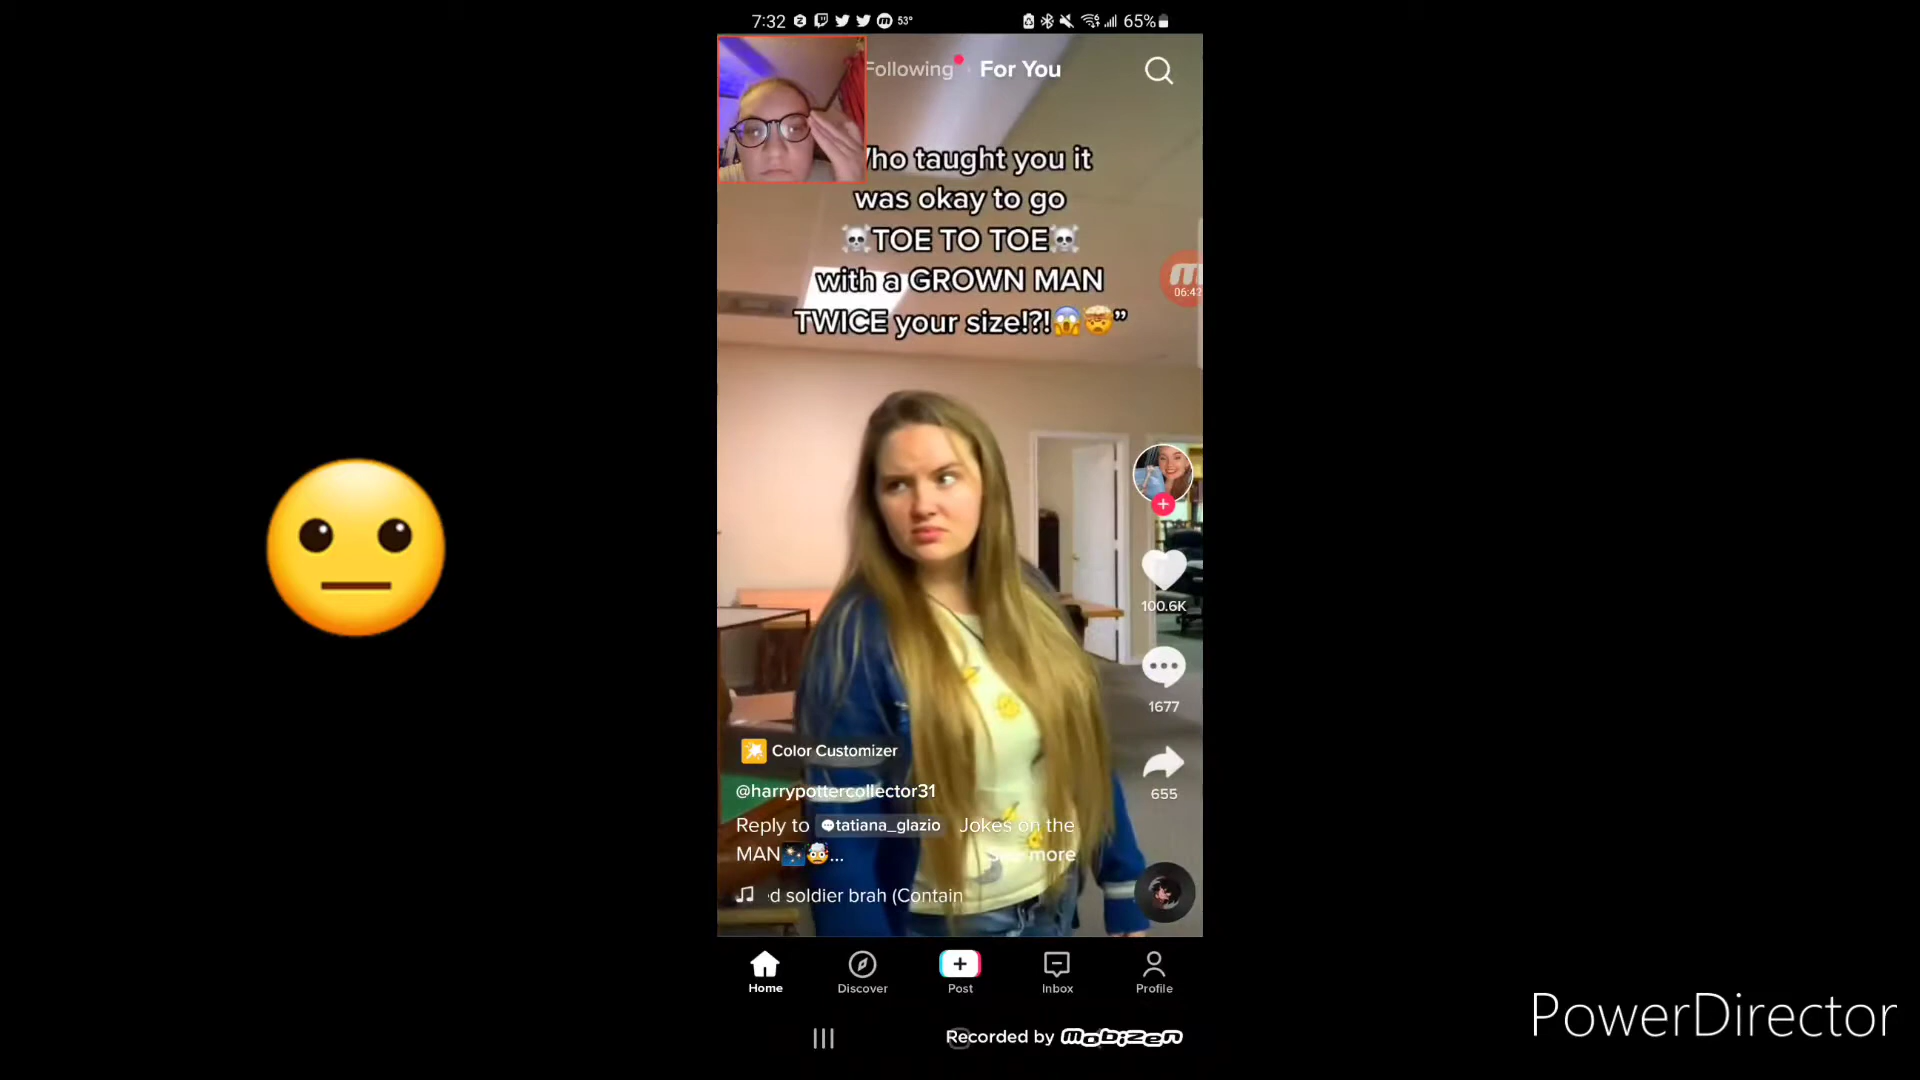 7:32
53°
65%
Following
For You
ho taught you it
was okay to go
☠️TOE TO TOE☠️
with a GROWN MAN
TWICE your size!?!😱🤯”
06:42
100.6K
1677
655
Color Customizer
@harrypottercollector31
Reply to tatiana_glazio Jokes on the
MAN🌠🤯... See more
d soldier brah (Contain
Home
Discover
Post
Inbox
Profile
Recorded by mobizen
PowerDirector